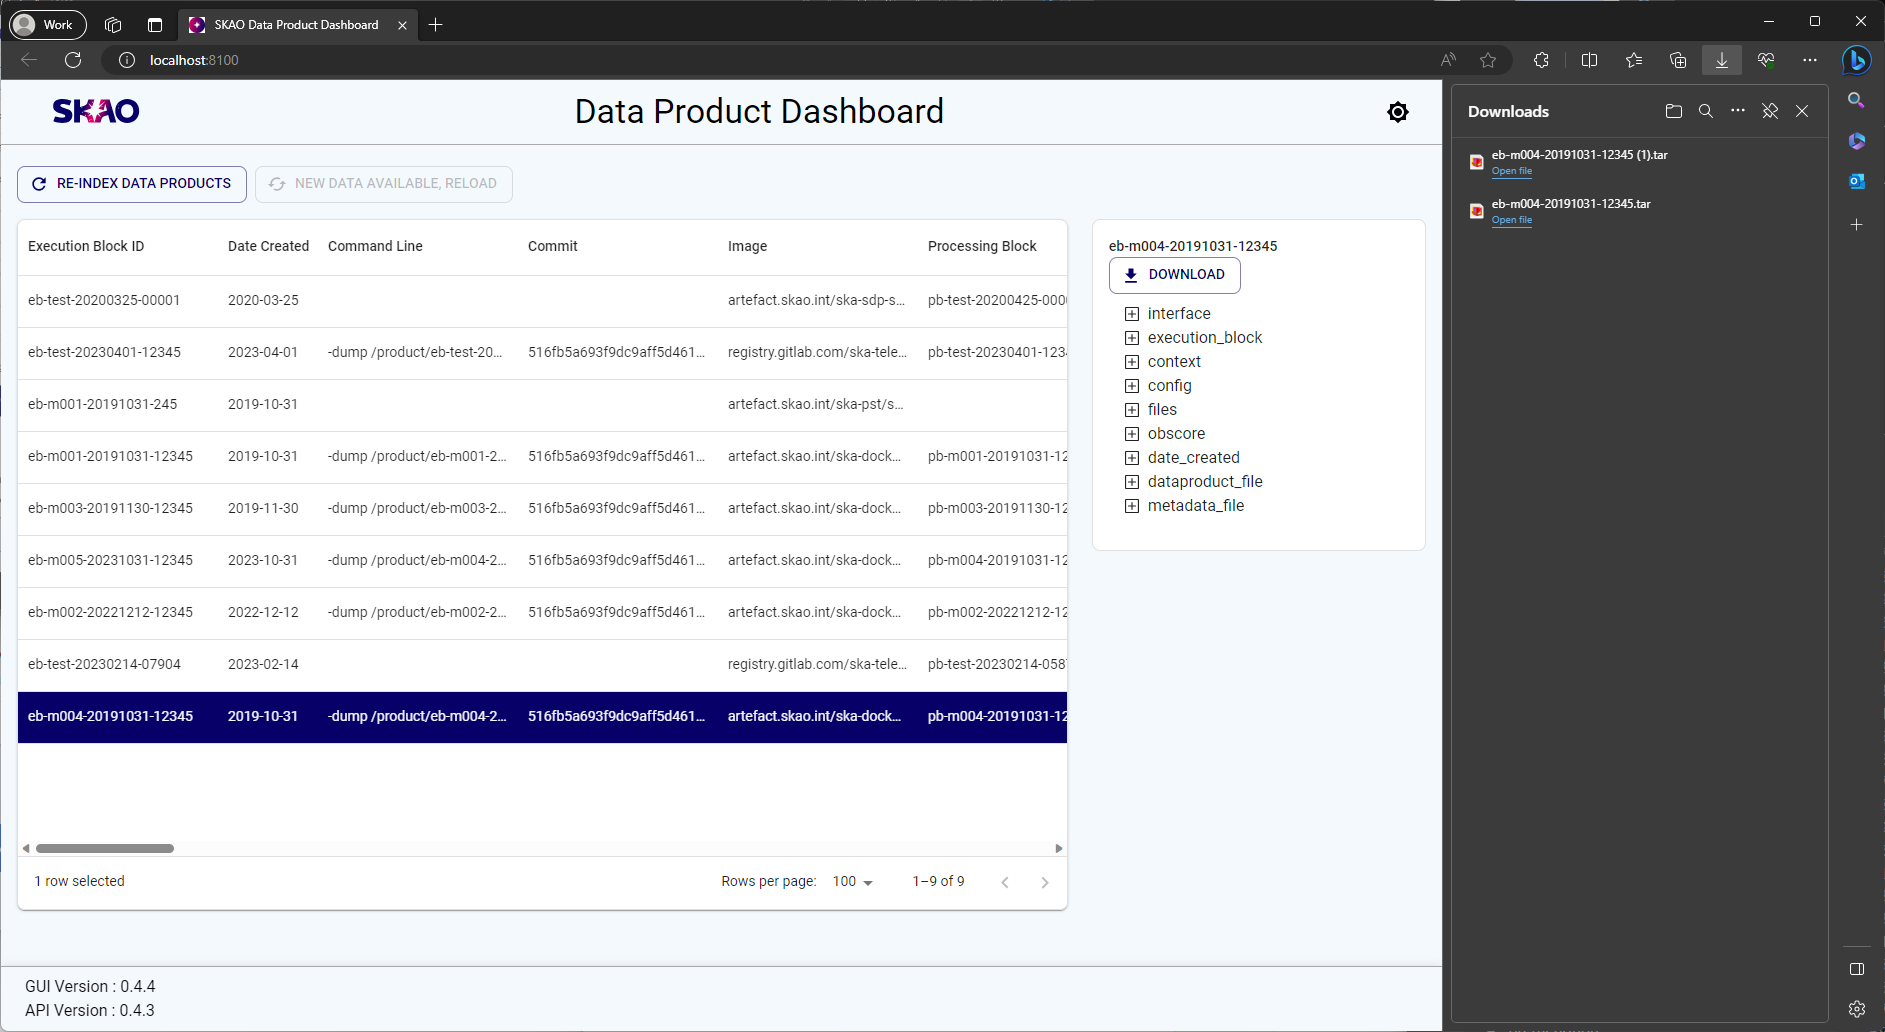 Work
SKAO Data Product Dashboard
localhost:8100
SKAO
Data Product Dashboard
RE-INDEX DATA PRODUCTS
NEW DATA AVAILABLE, RELOAD
Execution Block ID Date Created Command Line Commit Image Processing Block
eb-test-20200325-00001 2020-03-25 artefact.skao.int/ska-sdp-s... pb-test-20200425-000
eb-test-20230401-12345 2023-04-01 -dump /product/eb-test-20... 516fb5a693f9dc9aff5d461... registry.gitlab.com/ska-tele... pb-test-20230401-123
eb-m001-20191031-245 2019-10-31 artefact.skao.int/ska-pst/s...
eb-m001-20191031-12345 2019-10-31 -dump /product/eb-m001-2... 516fb5a693f9dc9aff5d461... artefact.skao.int/ska-dock... pb-m001-20191031-12
eb-m003-20191130-12345 2019-11-30 -dump /product/eb-m003-2... 516fb5a693f9dc9aff5d461... artefact.skao.int/ska-dock... pb-m003-20191130-12
eb-m005-20231031-12345 2023-10-31 -dump /product/eb-m004-2... 516fb5a693f9dc9aff5d461... artefact.skao.int/ska-dock... pb-m004-20191031-12
eb-m002-20221212-12345 2022-12-12 -dump /product/eb-m002-2... 516fb5a693f9dc9aff5d461... artefact.skao.int/ska-dock... pb-m002-20221212-12
eb-test-20230214-07904 2023-02-14 registry.gitlab.com/ska-tele... pb-test-20230214-058
eb-m004-20191031-12345 2019-10-31 -dump /product/eb-m004-2... 516fb5a693f9dc9aff5d461... artefact.skao.int/ska-dock... pb-m004-20191031-12
1 row selected
Rows per page: 100 1–9 of 9
eb-m004-20191031-12345
DOWNLOAD
interface
execution_block
context
config
files
obscore
date_created
dataproduct_file
metadata_file
GUI Version : 0.4.4
API Version : 0.4.3
Downloads
eb-m004-20191031-12345 (1).tar
Open file
eb-m004-20191031-12345.tar
Open file